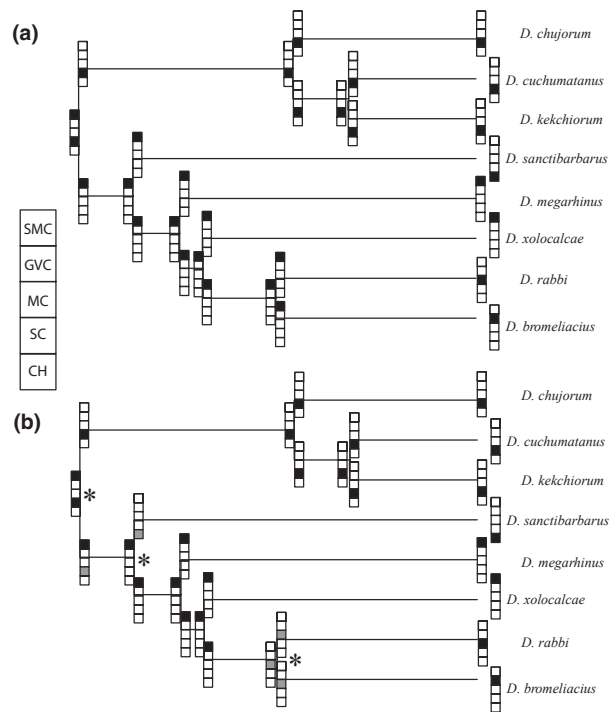 (a)
D. chujorum
D. cuchumatanus
D. kekchiorum
D. sanctibarbarus
D. megarhinus
D. xolocalcae
D. rabbi
D. bromeliacius
SMC
GVC
MC
SC
CH
(b)
D. chujorum
D. cuchumatanus
D. kekchiorum
*
D. sanctibarbarus
*
D. megarhinus
D. xolocalcae
D. rabbi
*
D. bromeliacius